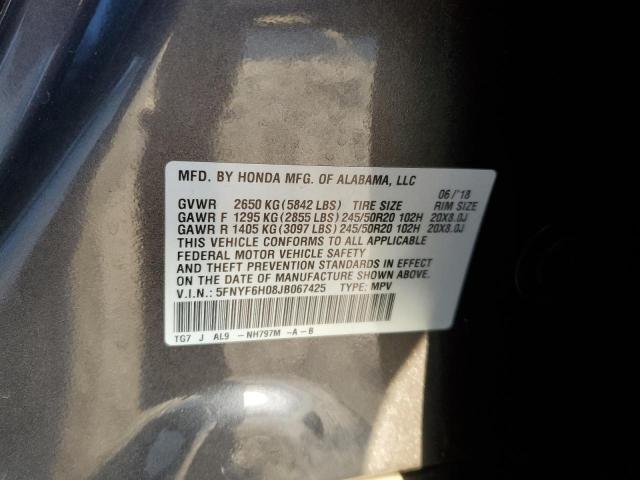 MFD. BY HONDA MFG. OF ALABAMA, LLC
06/'18
GVWR 2650 KG (5842 LBS) TIRE SIZE RIM SIZE
GAWR F 1295 KG (2855 LBS) 245/50R20 102H 20X8.0J
GAWR R 1405 KG (3097 LBS) 245/50R20 102H 20X8.0J
THIS VEHICLE CONFORMS TO ALL APPLICABLE
FEDERAL MOTOR VEHICLE SAFETY
AND THEFT PREVENTION STANDARDS IN EFFECT
ON THE DATE OF MANUFACTURE SHOWN ABOVE.
V.I.N.: 5FNYF6H08JB067425 TYPE: MPV
TG7 J AL9 -NH797M -A-B